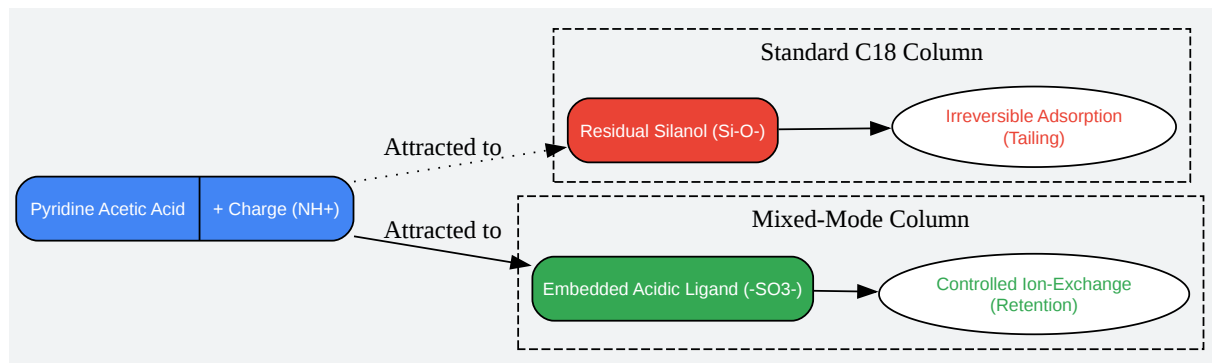 Standard C18 Column
Residual Silanol (Si-O-)
Irreversible Adsorption
(Tailing)
Attracted to
Pyridine Acetic Acid
+ Charge (NH+)
Attracted to
Mixed-Mode Column
Embedded Acidic Ligand (-SO3-)
Controlled Ion-Exchange
(Retention)